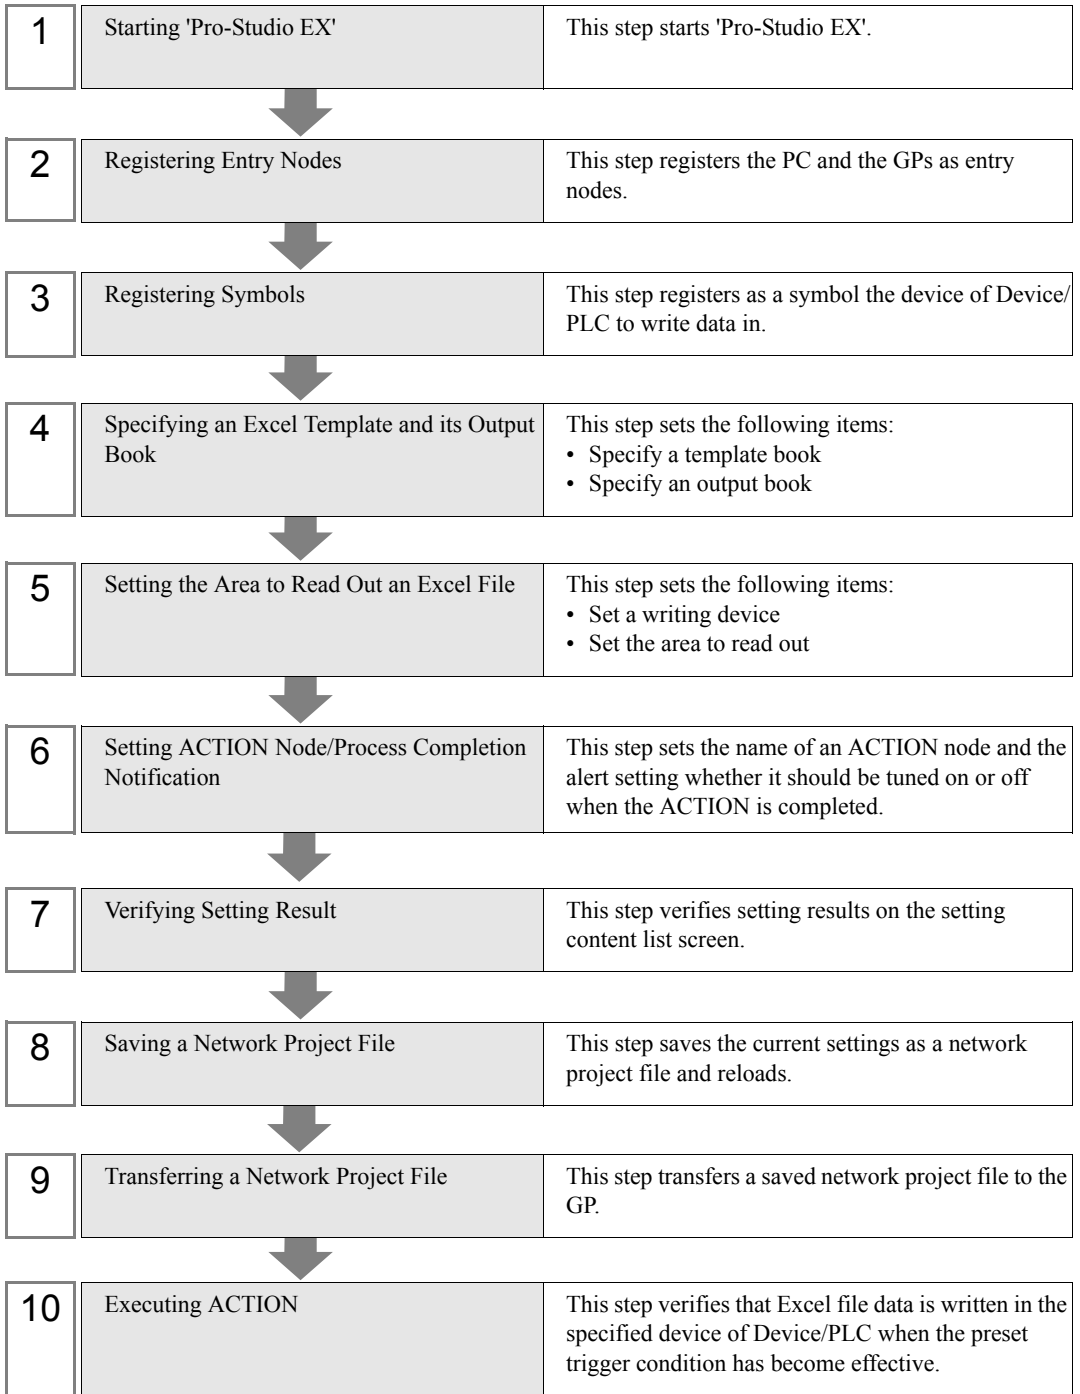 1
Starting 'Pro-Studio EX'
This step starts 'Pro-Studio EX'.
2
Registering Entry Nodes
This step registers the PC and the GPs as entry
nodes.
3
Registering Symbols
This step registers as a symbol the device of Device/
PLC to write data in.
4
Specifying an Excel Template and its Output
Book
This step sets the following items:
• Specify a template book
• Specify an output book
5
Setting the Area to Read Out an Excel File
This step sets the following items:
• Set a writing device
• Set the area to read out
6
Setting ACTION Node/Process Completion
Notification
This step sets the name of an ACTION node and the
alert setting whether it should be tuned on or off
when the ACTION is completed.
7
Verifying Setting Result
This step verifies setting results on the setting
content list screen.
8
Saving a Network Project File
This step saves the current settings as a network
project file and reloads.
9
Transferring a Network Project File
This step transfers a saved network project file to the
GP.
10
Executing ACTION
This step verifies that Excel file data is written in the
specified device of Device/PLC when the preset
trigger condition has become effective.